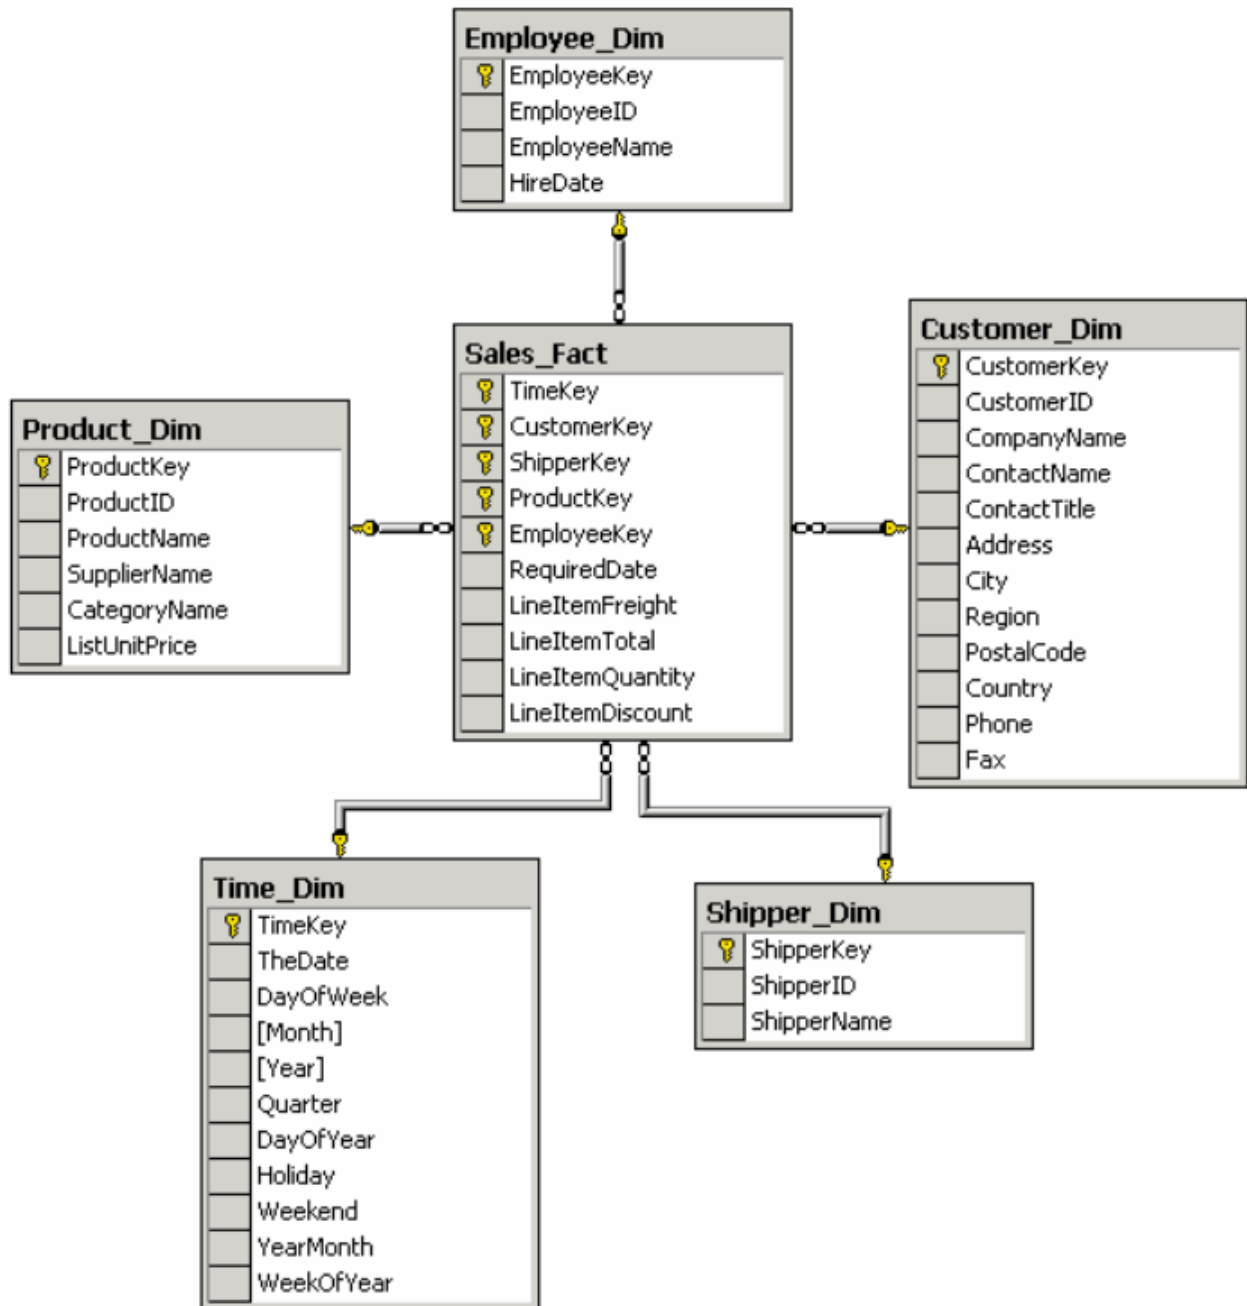 Employee_Dim
EmployeeKey
EmployeeID
EmployeeName
HireDate
Sales_Fact
TimeKey
CustomerKey
ShipperKey
ProductKey
EmployeeKey
RequiredDate
LineItemFreight
LineItemTotal
LineItemQuantity
LineItemDiscount
Customer_Dim
CustomerKey
CustomerID
CompanyName
ContactName
ContactTitle
Address
City
Region
PostalCode
Country
Phone
Fax
Product_Dim
ProductKey
ProductID
ProductName
SupplierName
CategoryName
ListUnitPrice
Time_Dim
TimeKey
TheDate
DayOfWeek
[Month]
[Year]
Quarter
DayOfYear
Holiday
Weekend
YearMonth
WeekOfYear
Shipper_Dim
ShipperKey
ShipperID
ShipperName